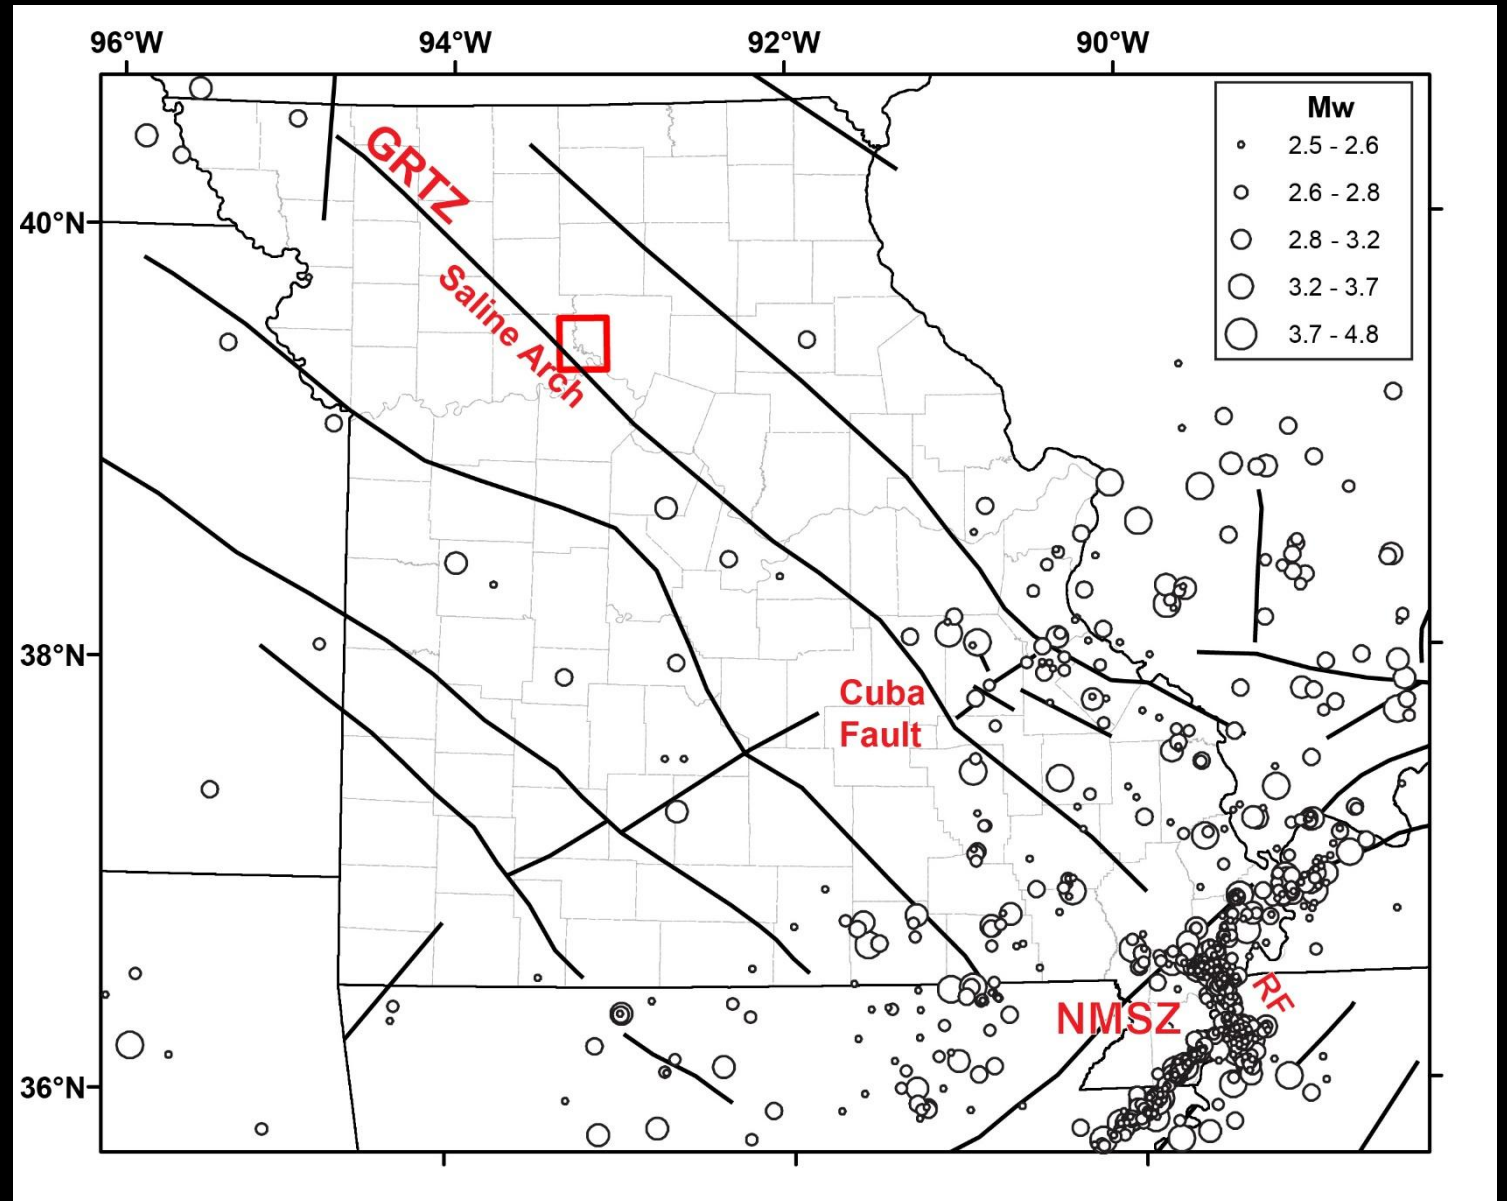 96°W 94°W 92°W 90°W
Mw
2.5 - 2.6
2.6 - 2.8
2.8 - 3.2
3.2 - 3.7
3.7 - 4.8
GRTZ
40°N
Saline Arch
38°N
Cuba
Fault
RF
NMSZ
36°N